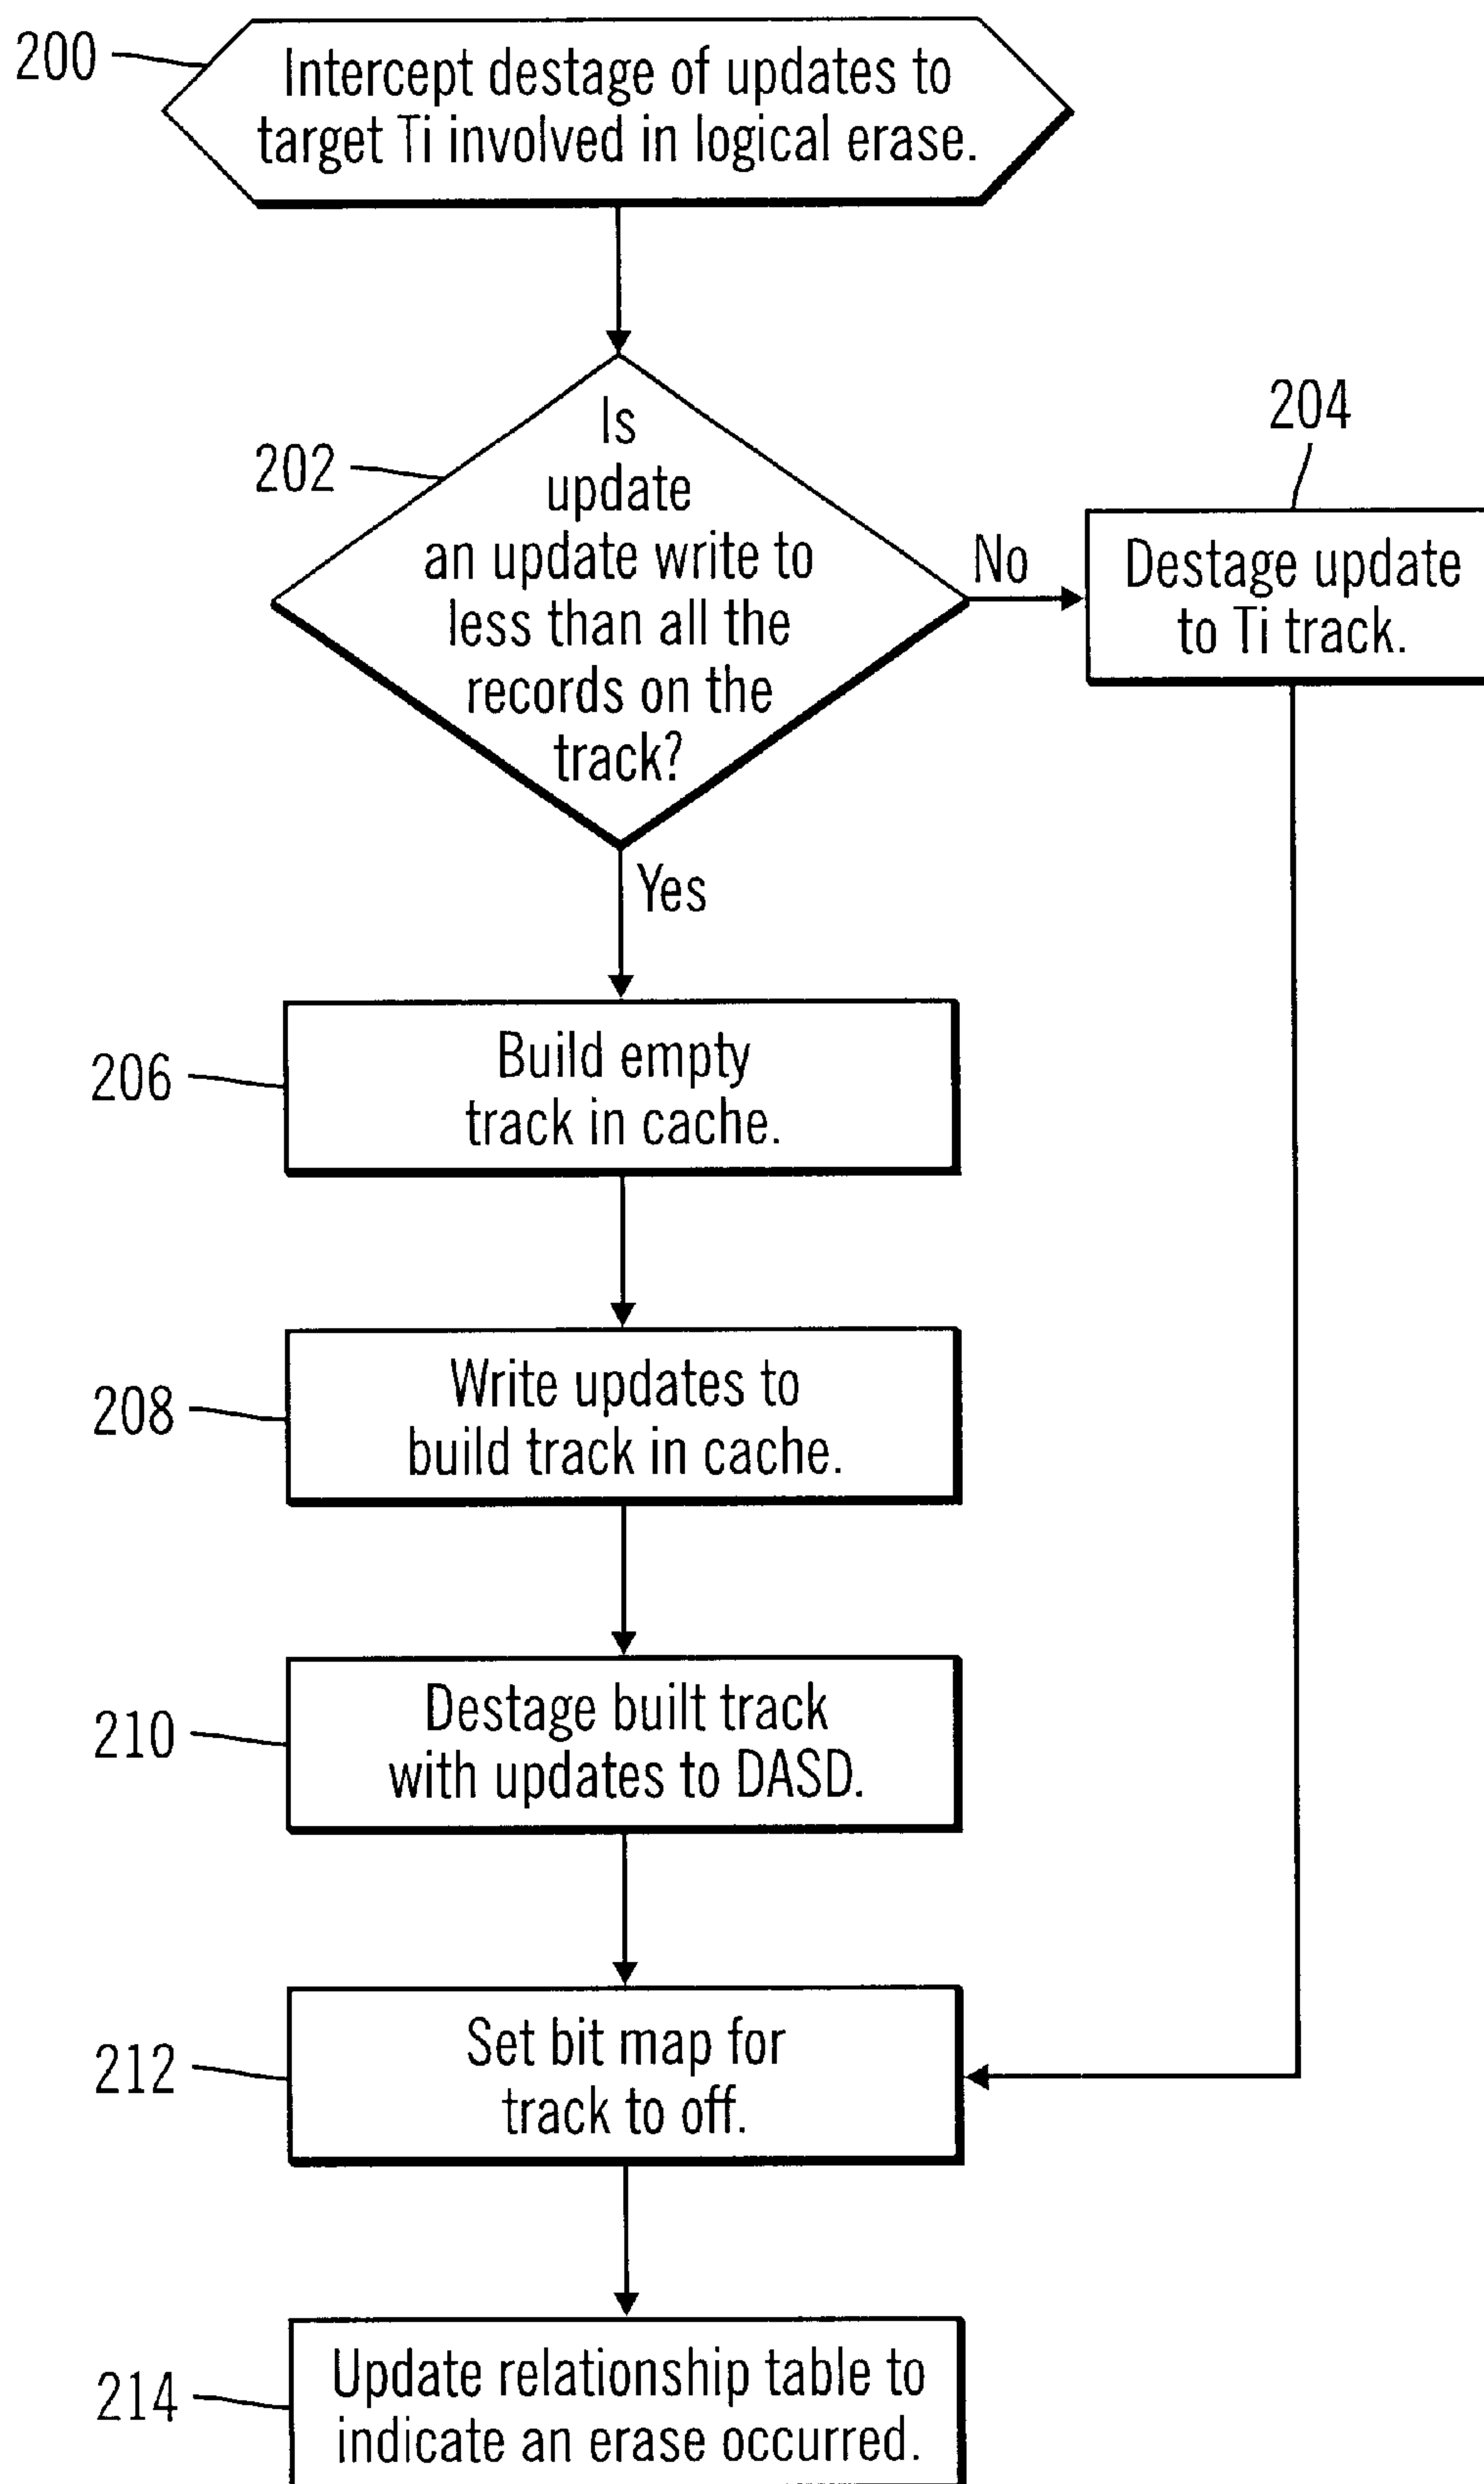 200
Intercept destage of updates to
target Ti involved in logical erase.
202
Is
update
an update write to
less than all the
records on the
track?
No
204
Destage update
to Ti track.
Yes
206
Build empty
track in cache.
208
Write updates to
build track in cache.
210
Destage built track
with updates to DASD.
212
Set bit map for
track to off.
214
Update relationship table to
indicate an erase occurred.